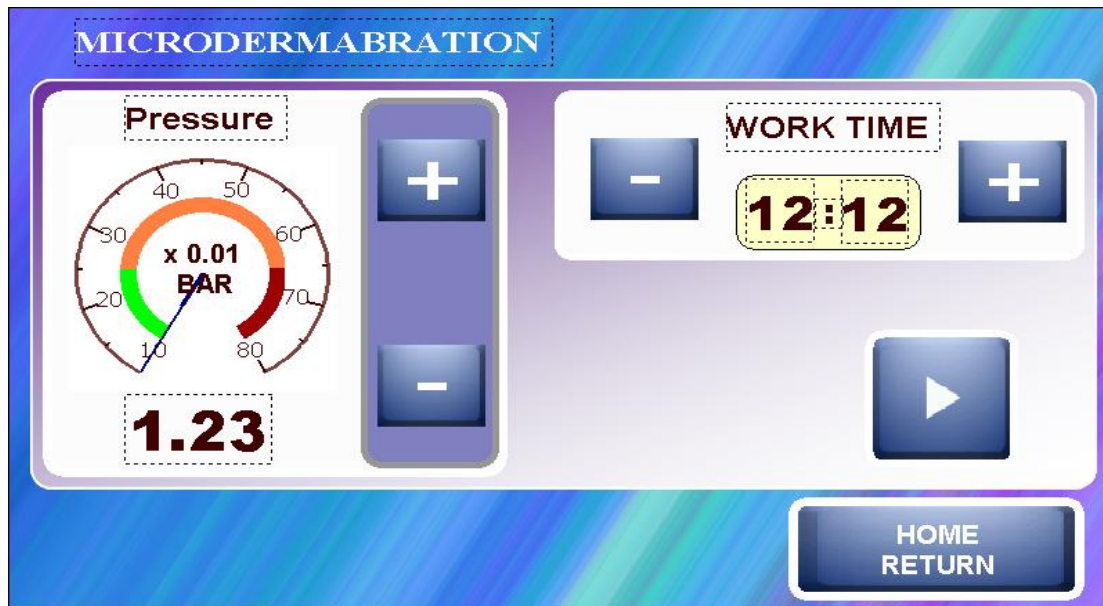 MICRODERMABRATION
Pressure
40 50
30 60
x 0.01
BAR
20 70
10 80
1.23
+
-
WORK TIME
- +
12:12
HOME
RETURN